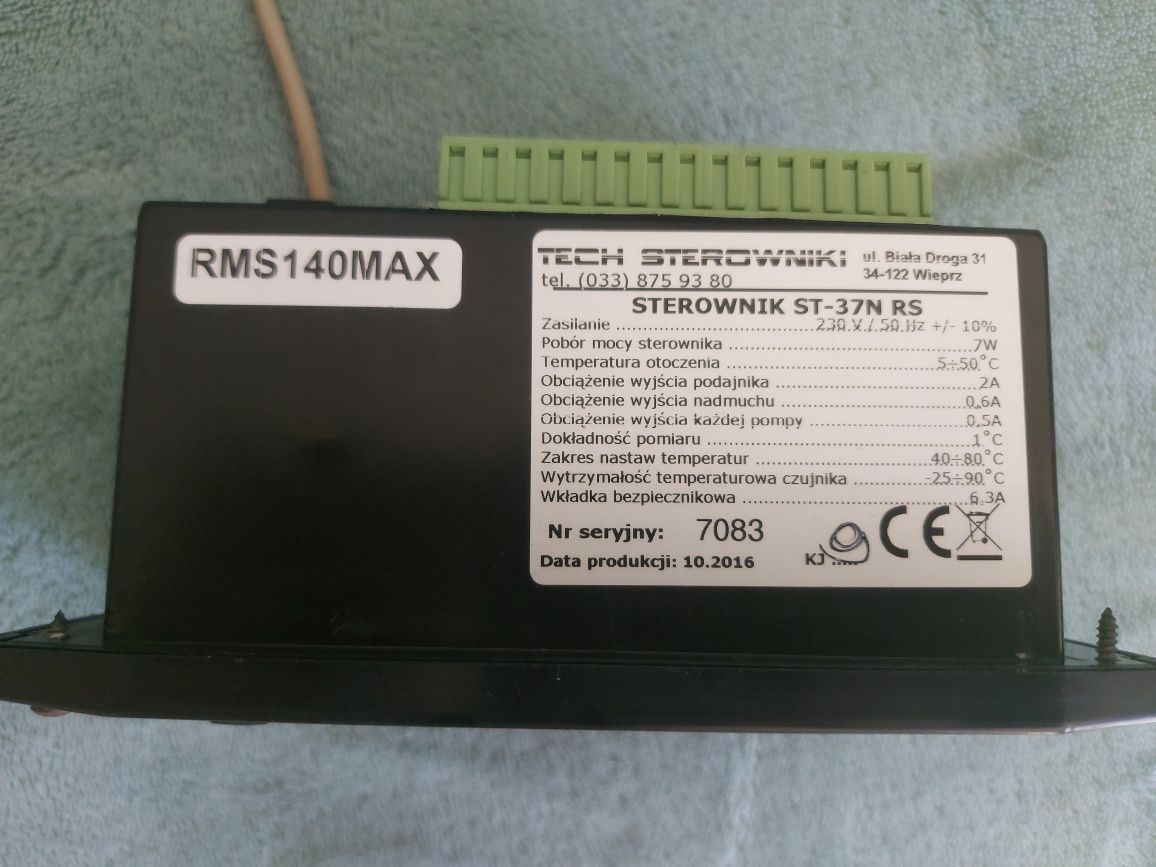 RMS140MAX
TECH STEROWNIKI
ul. Biała Droga 31
34-122 Wieprz
tel. (033) 875 93 80
STEROWNIK ST-37N RS
Zasilanie ........ 230 V / 50 Hz +/- 10%
Pobór mocy sterownika ........ 7W
Temperatura otoczenia ........ 5÷50°C
Obciążenie wyjścia podajnika ........ 2A
Obciążenie wyjścia nadmuchu ........ 0,6A
Obciążenie wyjścia każdej pompy ........ 0,5A
Dokładność pomiaru ........ 1°C
Zakres nastaw temperatur ........ 40÷80°C
Wytrzymałość temperaturowa czujnika ........ -25÷90°C
Wkładka bezpiecznikowa ........ 6,3A
Nr seryjny: 7083
Data produkcji: 10.2016
KJ .....
CE